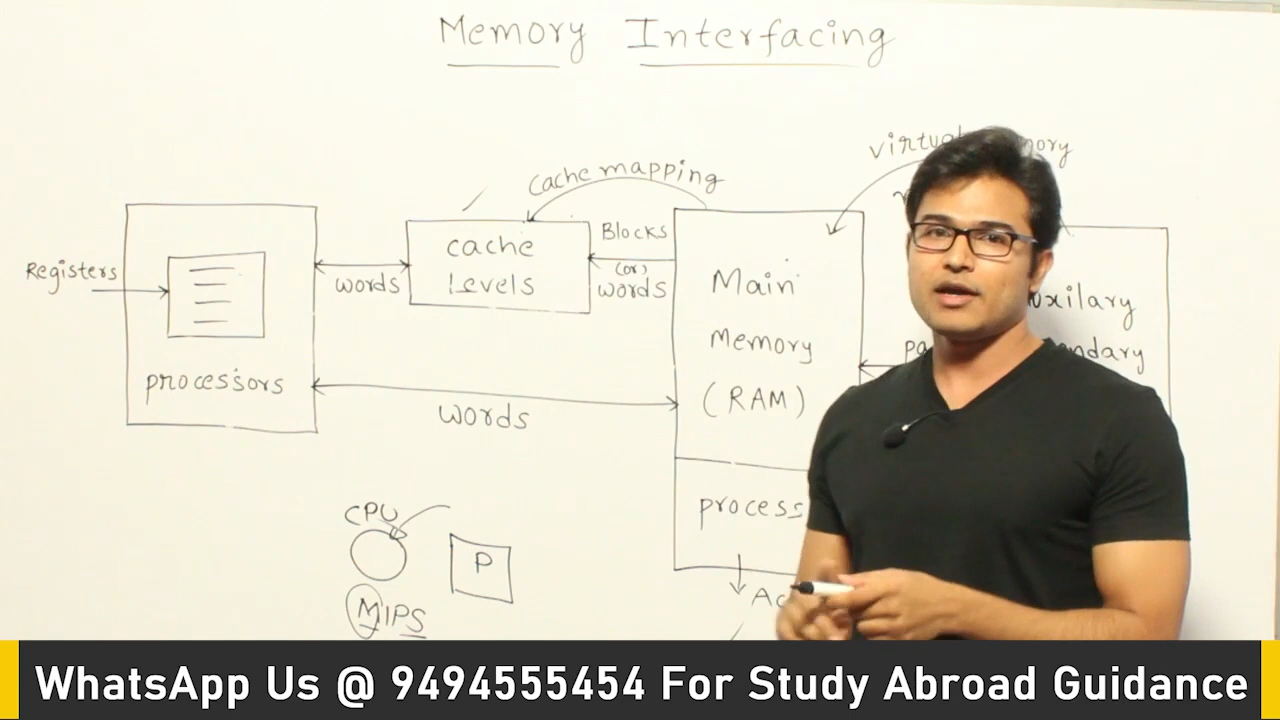 Memory Interfacing
virtual
cache mapping
Registers
processors
words
cache
levels
Blocks
(or)
words
Main
Memory
(RAM)
words
process
CPU
P
MIPS
WhatsApp Us @ 9494555454 For Study Abroad Guidance